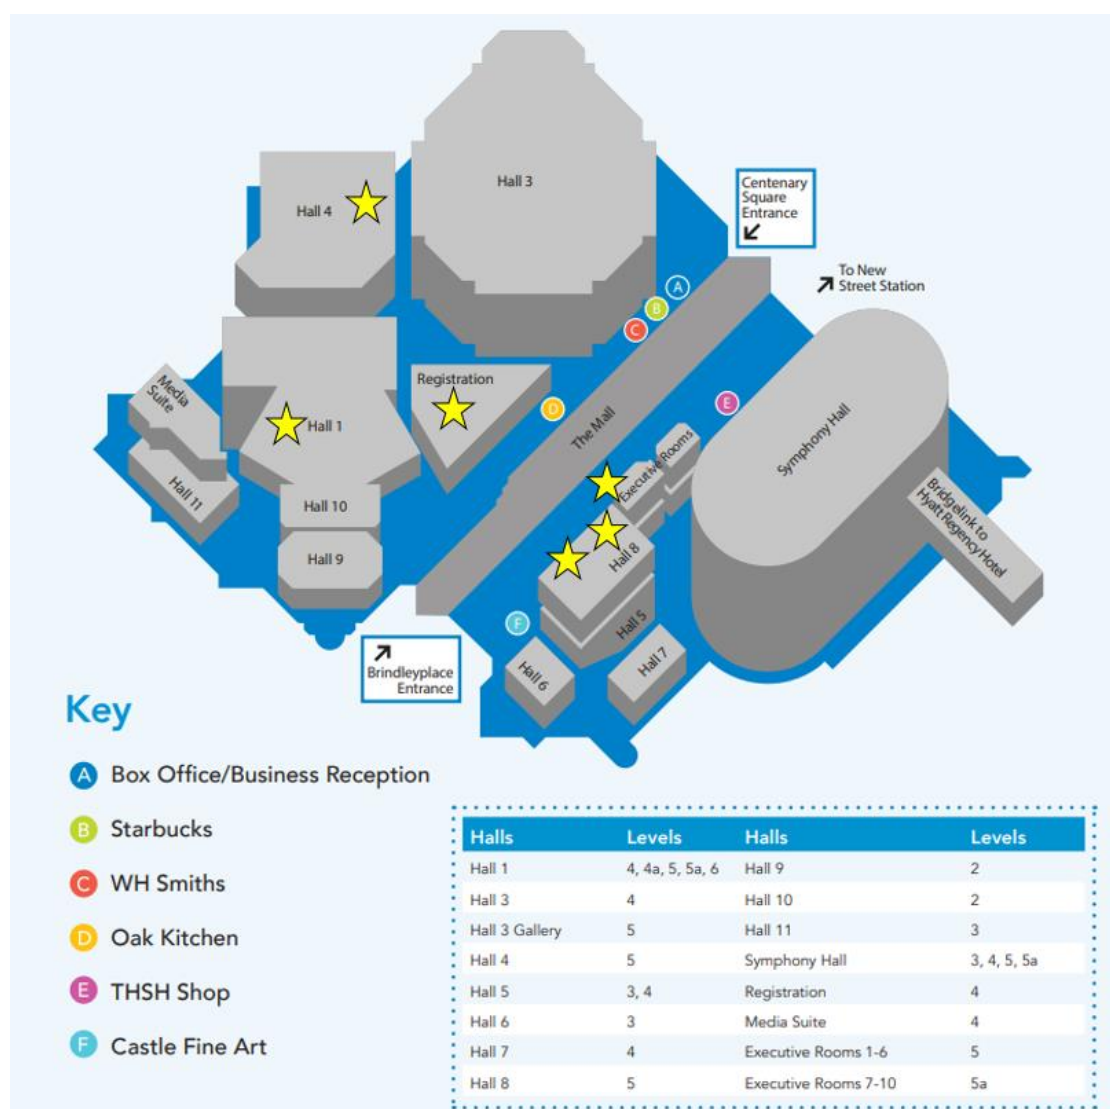 Hall 3
Hall 4
Centenary
Square
Entrance
To New
Street Station
A
B
C
Registration
Media
Suite
Hall 1
D
The Mall
E
Symphony Hall
Executive Rooms
Hall 11
Hall 10
Hall 9
Hall 8
Bridgelink to
Hyatt Regency Hotel
F
Hall 5
Hall 6
Hall 7
Brindleyplace
Entrance
Key
A Box Office/Business Reception
B Starbucks
C WH Smiths
D Oak Kitchen
E THSH Shop
F Castle Fine Art
Halls Levels Halls Levels
Hall 1 4, 4a, 5, 5a, 6 Hall 9 2
Hall 3 4 Hall 10 2
Hall 3 Gallery 5 Hall 11 3
Hall 4 5 Symphony Hall 3, 4, 5, 5a
Hall 5 3, 4 Registration 4
Hall 6 3 Media Suite 4
Hall 7 4 Executive Rooms 1-6 5
Hall 8 5 Executive Rooms 7-10 5a